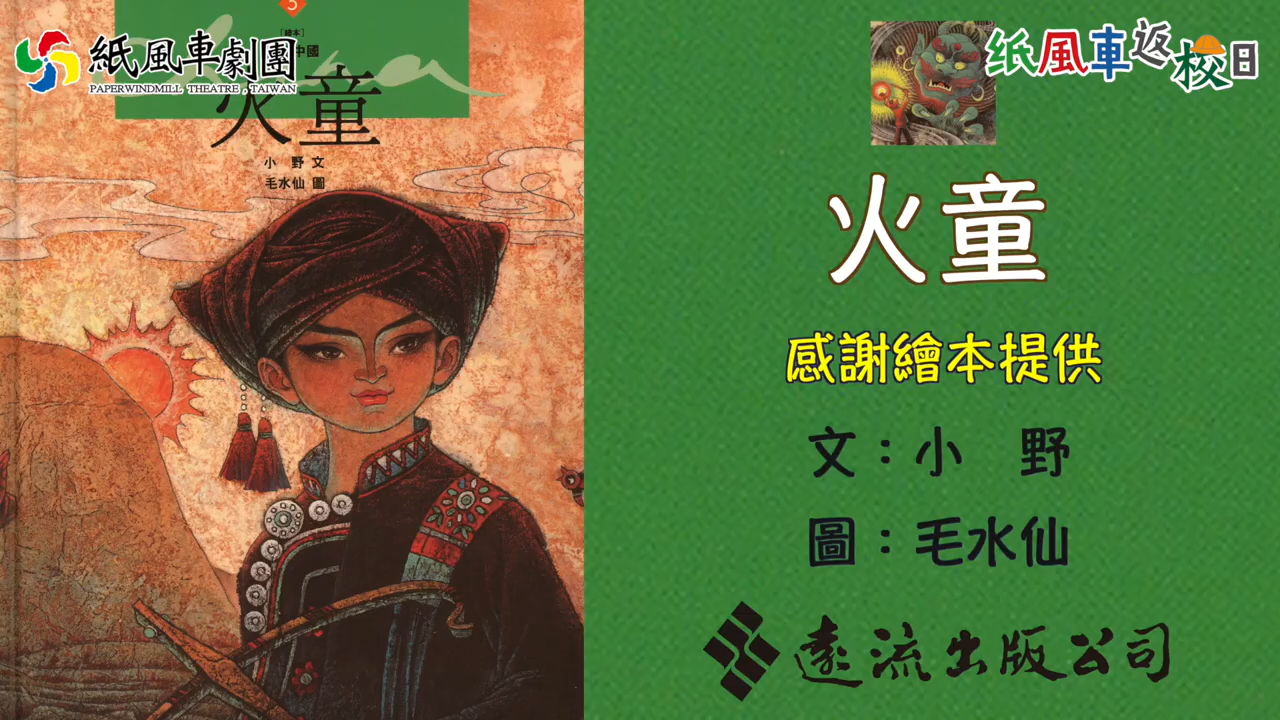 紙風車劇團
PAPERWINDMILL THEATRE, TAIWAN
5
[繪本]
中國
火童
小 野 文
毛水仙 圖
纸風車返校日
火童
感謝繪本提供
文：小 野
圖：毛水仙
遠流出版公司